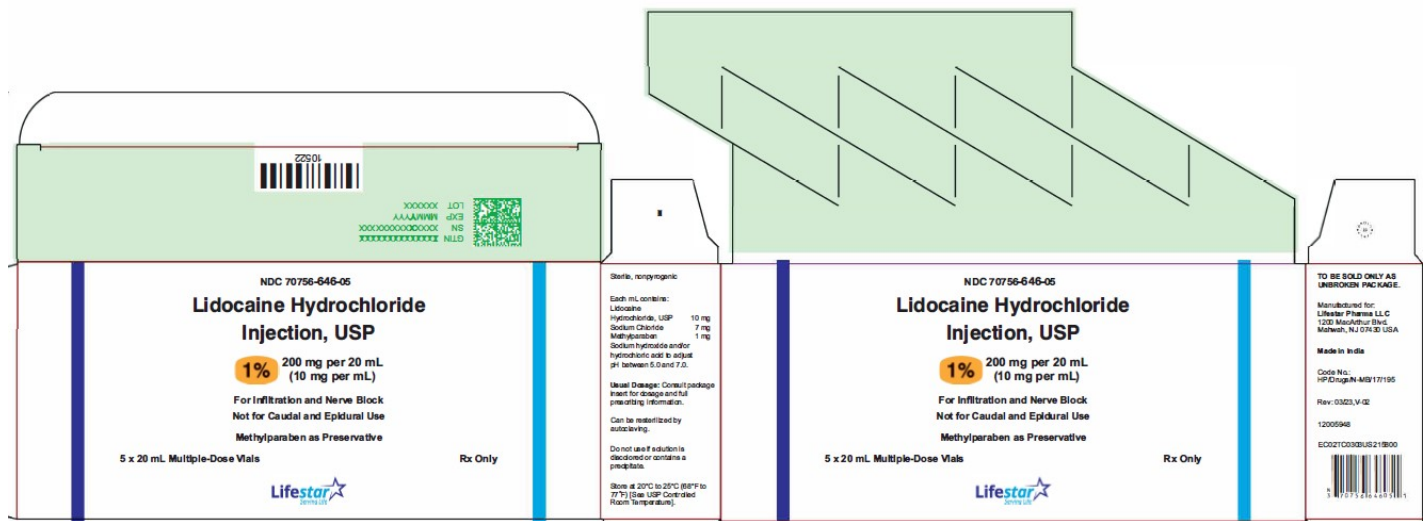 10522
GTIN XXXXXXXXXXXXXX
SN XXXXXXXXXXXXXX
EXP MMMYYYY
LOT XXXXXX
NDC 70756-646-05
Lidocaine Hydrochloride
Injection, USP
1%
200 mg per 20 mL
(10 mg per mL)
For Infiltration and Nerve Block
Not for Caudal and Epidural Use
Methylparaben as Preservative
5 x 20 mL Multiple-Dose Vials
Rx Only
Lifestar
Sterile, nonpyrogenic
Each mL contains:
Lidocaine
Hydrochloride, USP 10 mg
Sodium Chloride 7 mg
Methylparaben 1 mg
Sodium hydroxide and/or
hydrochloric acid to adjust
pH between 5.0 and 7.0.
Usual Dosage: Consult package
insert for dosage and full
prescribing information.
Can be resterilized by
autoclaving.
Do not use if solution is
discolored or contains a
precipitate.
Store at 20°C to 25°C (68°F to
77°F) [See USP Controlled
Room Temperature].
NDC 70756-646-05
Lidocaine Hydrochloride
Injection, USP
1%
200 mg per 20 mL
(10 mg per mL)
For Infiltration and Nerve Block
Not for Caudal and Epidural Use
Methylparaben as Preservative
5 x 20 mL Multiple-Dose Vials
Rx Only
Lifestar
TO BE SOLD ONLY AS
UNBROKEN PACKAGE.
Manufactured for:
Lifestar Pharma LLC
1200 MacArthur Blvd.
Mahwah, NJ 07430 USA
Made in India
Code No.:
HP/Drugs/N-MB/17/195
Rev: 03/23,V-02
12005948
EC02TC0303US215800